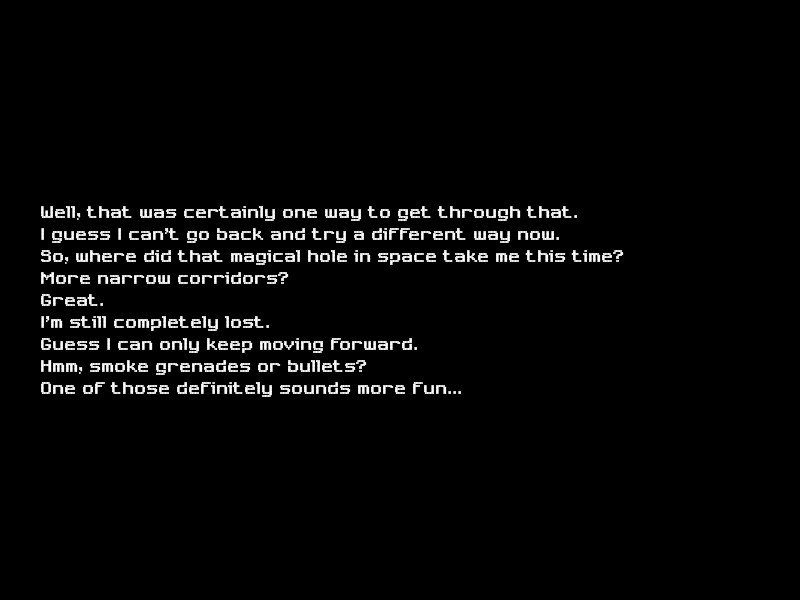 Well, that was certainly one way to get through that.
I guess I can't go back and try a different way now.
So, where did that magical hole in space take me this time?
More narrow corridors?
Great.
I'm still completely lost.
Guess I can only keep moving forward.
Hmm, smoke grenades or bullets?
One of those definitely sounds more fun...